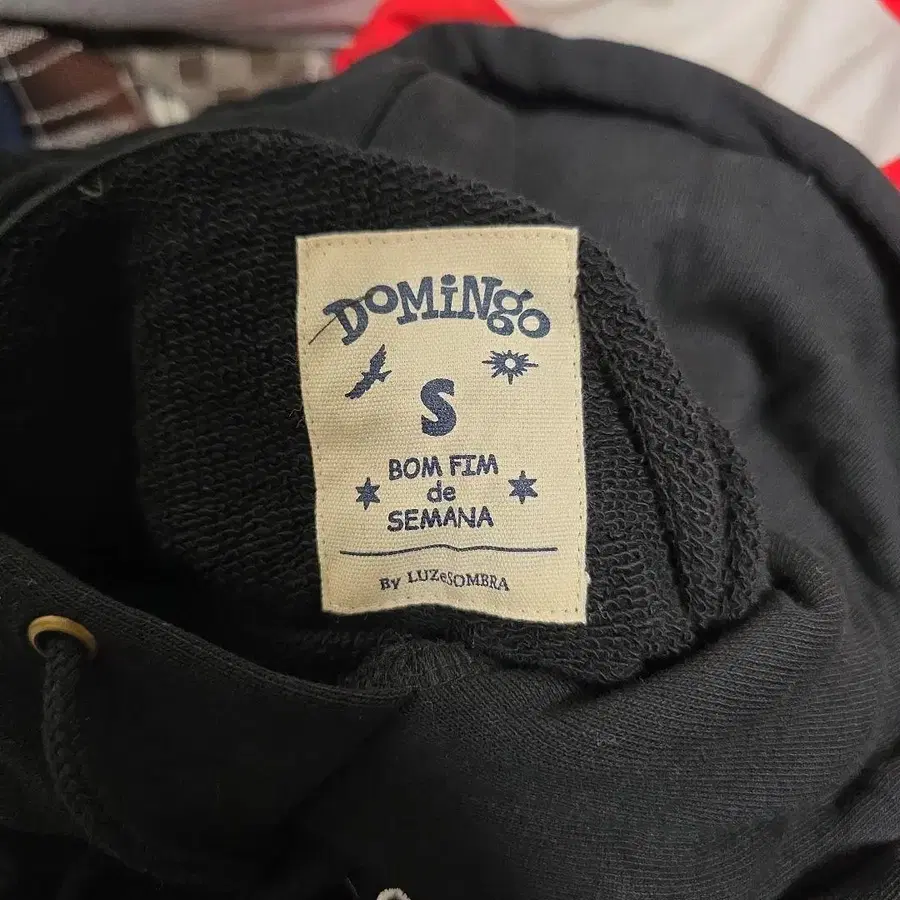 DOMiNgo
S
BOM FIM
de
SEMANA
By LUZeSOMBRA